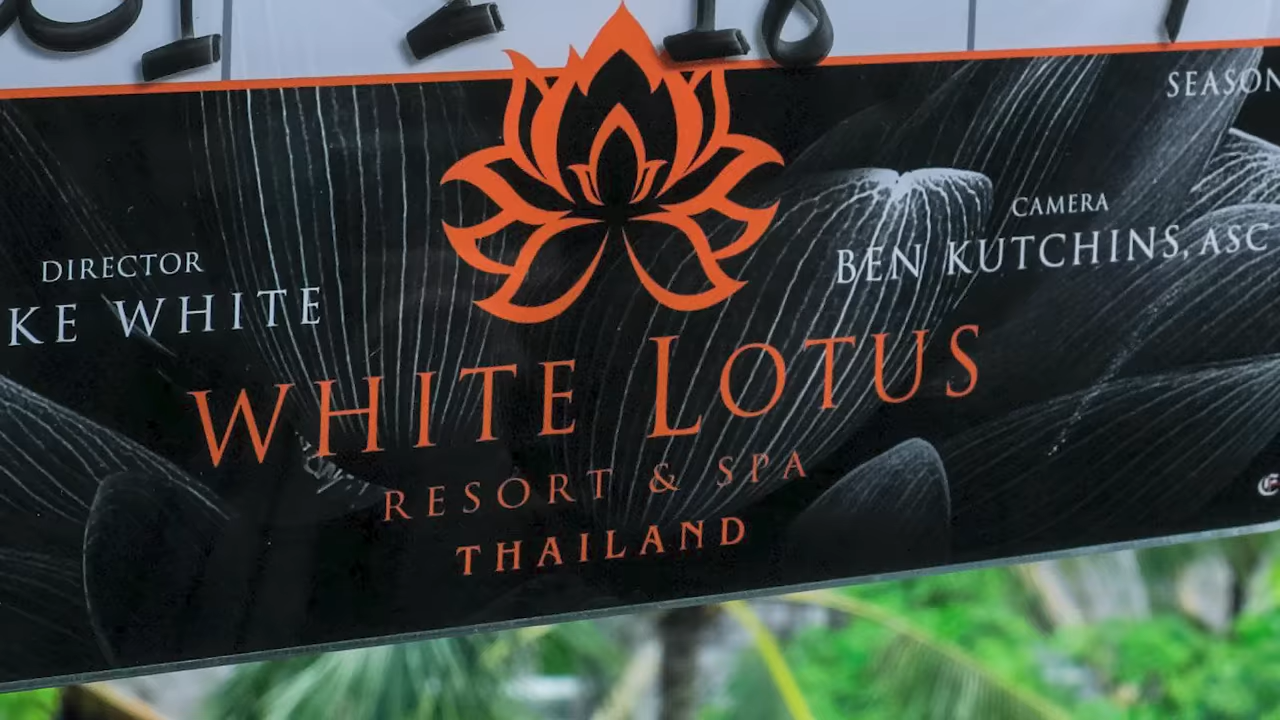 SEASON
DIRECTOR
KE WHITE
CAMERA
BEN KUTCHINS, ASC
WHITE LOTUS
RESORT & SPA
THAILAND